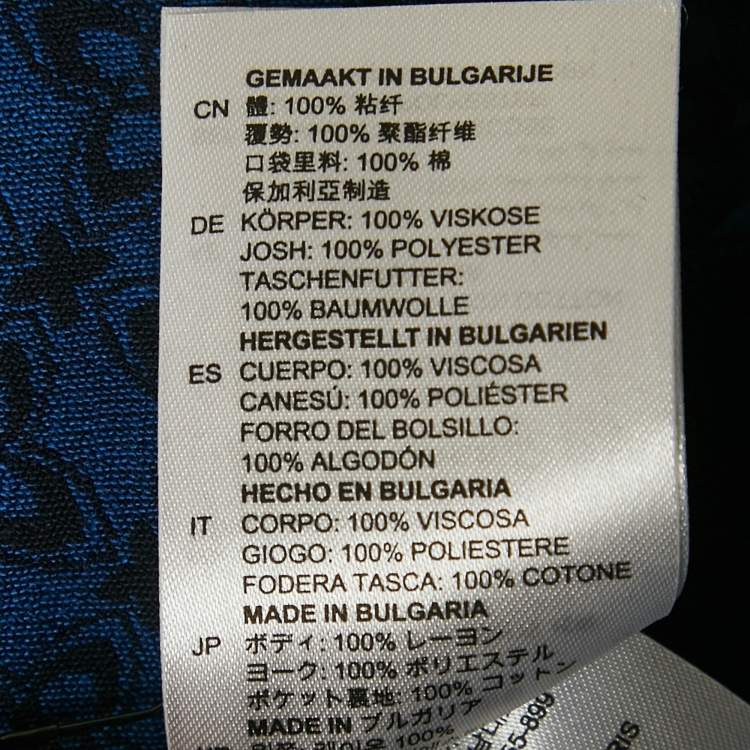 GEMAAKT IN BULGARIJE
CN 體: 100% 粘纤
覆勢: 100% 聚酯纤维
口袋里料: 100% 棉
保加利亞制造
DE KÖRPER: 100% VISKOSE
JOSH: 100% POLYESTER
TASCHENFUTTER:
100% BAUMWOLLE
HERGESTELLT IN BULGARIEN
ES CUERPO: 100% VISCOSA
CANESÚ: 100% POLIÉSTER
FORRO DEL BOLSILLO:
100% ALGODÓN
HECHO EN BULGARIA
IT CORPO: 100% VISCOSA
GIOGO: 100% POLIESTERE
FODERA TASCA: 100% COTONE
MADE IN BULGARIA
JP ボディ: 100% レーヨン
ヨーク: 100% ポリエステル
ポケット裏地: 100% コットン
MADE IN ブルガリア
100%
5-899